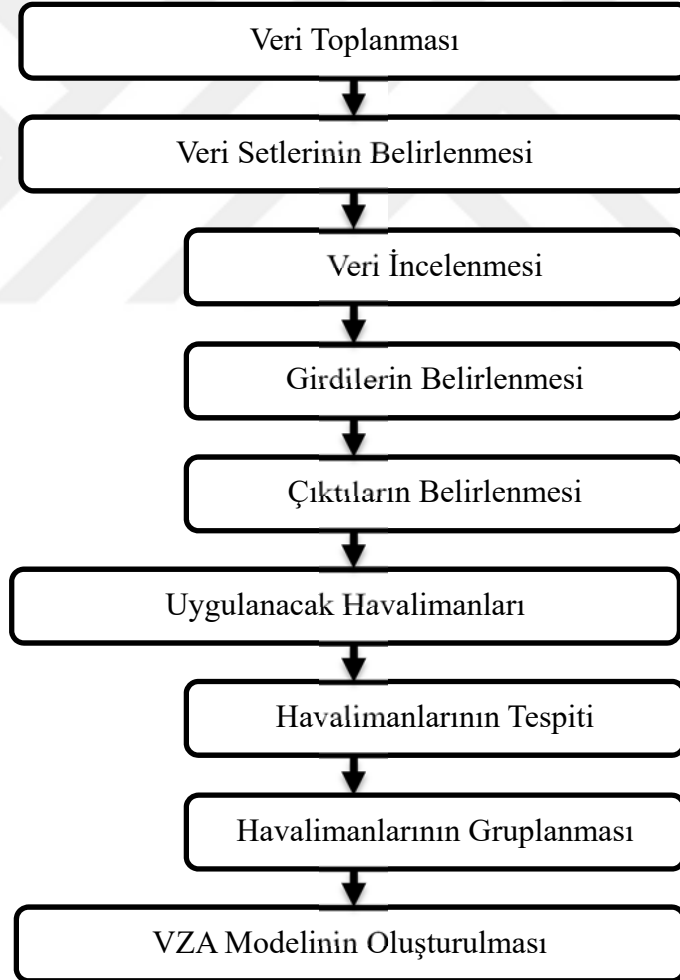 Veri Toplanması
Veri Setlerinin Belirlenmesi
Veri İncelenmesi
Girdilerin Belirlenmesi
Çıktıların Belirlenmesi
Uygulanacak Havalimanları
Havalimanlarının Tespiti
Havalimanlarının Gruplanması
VZA Modelinin Oluşturulması